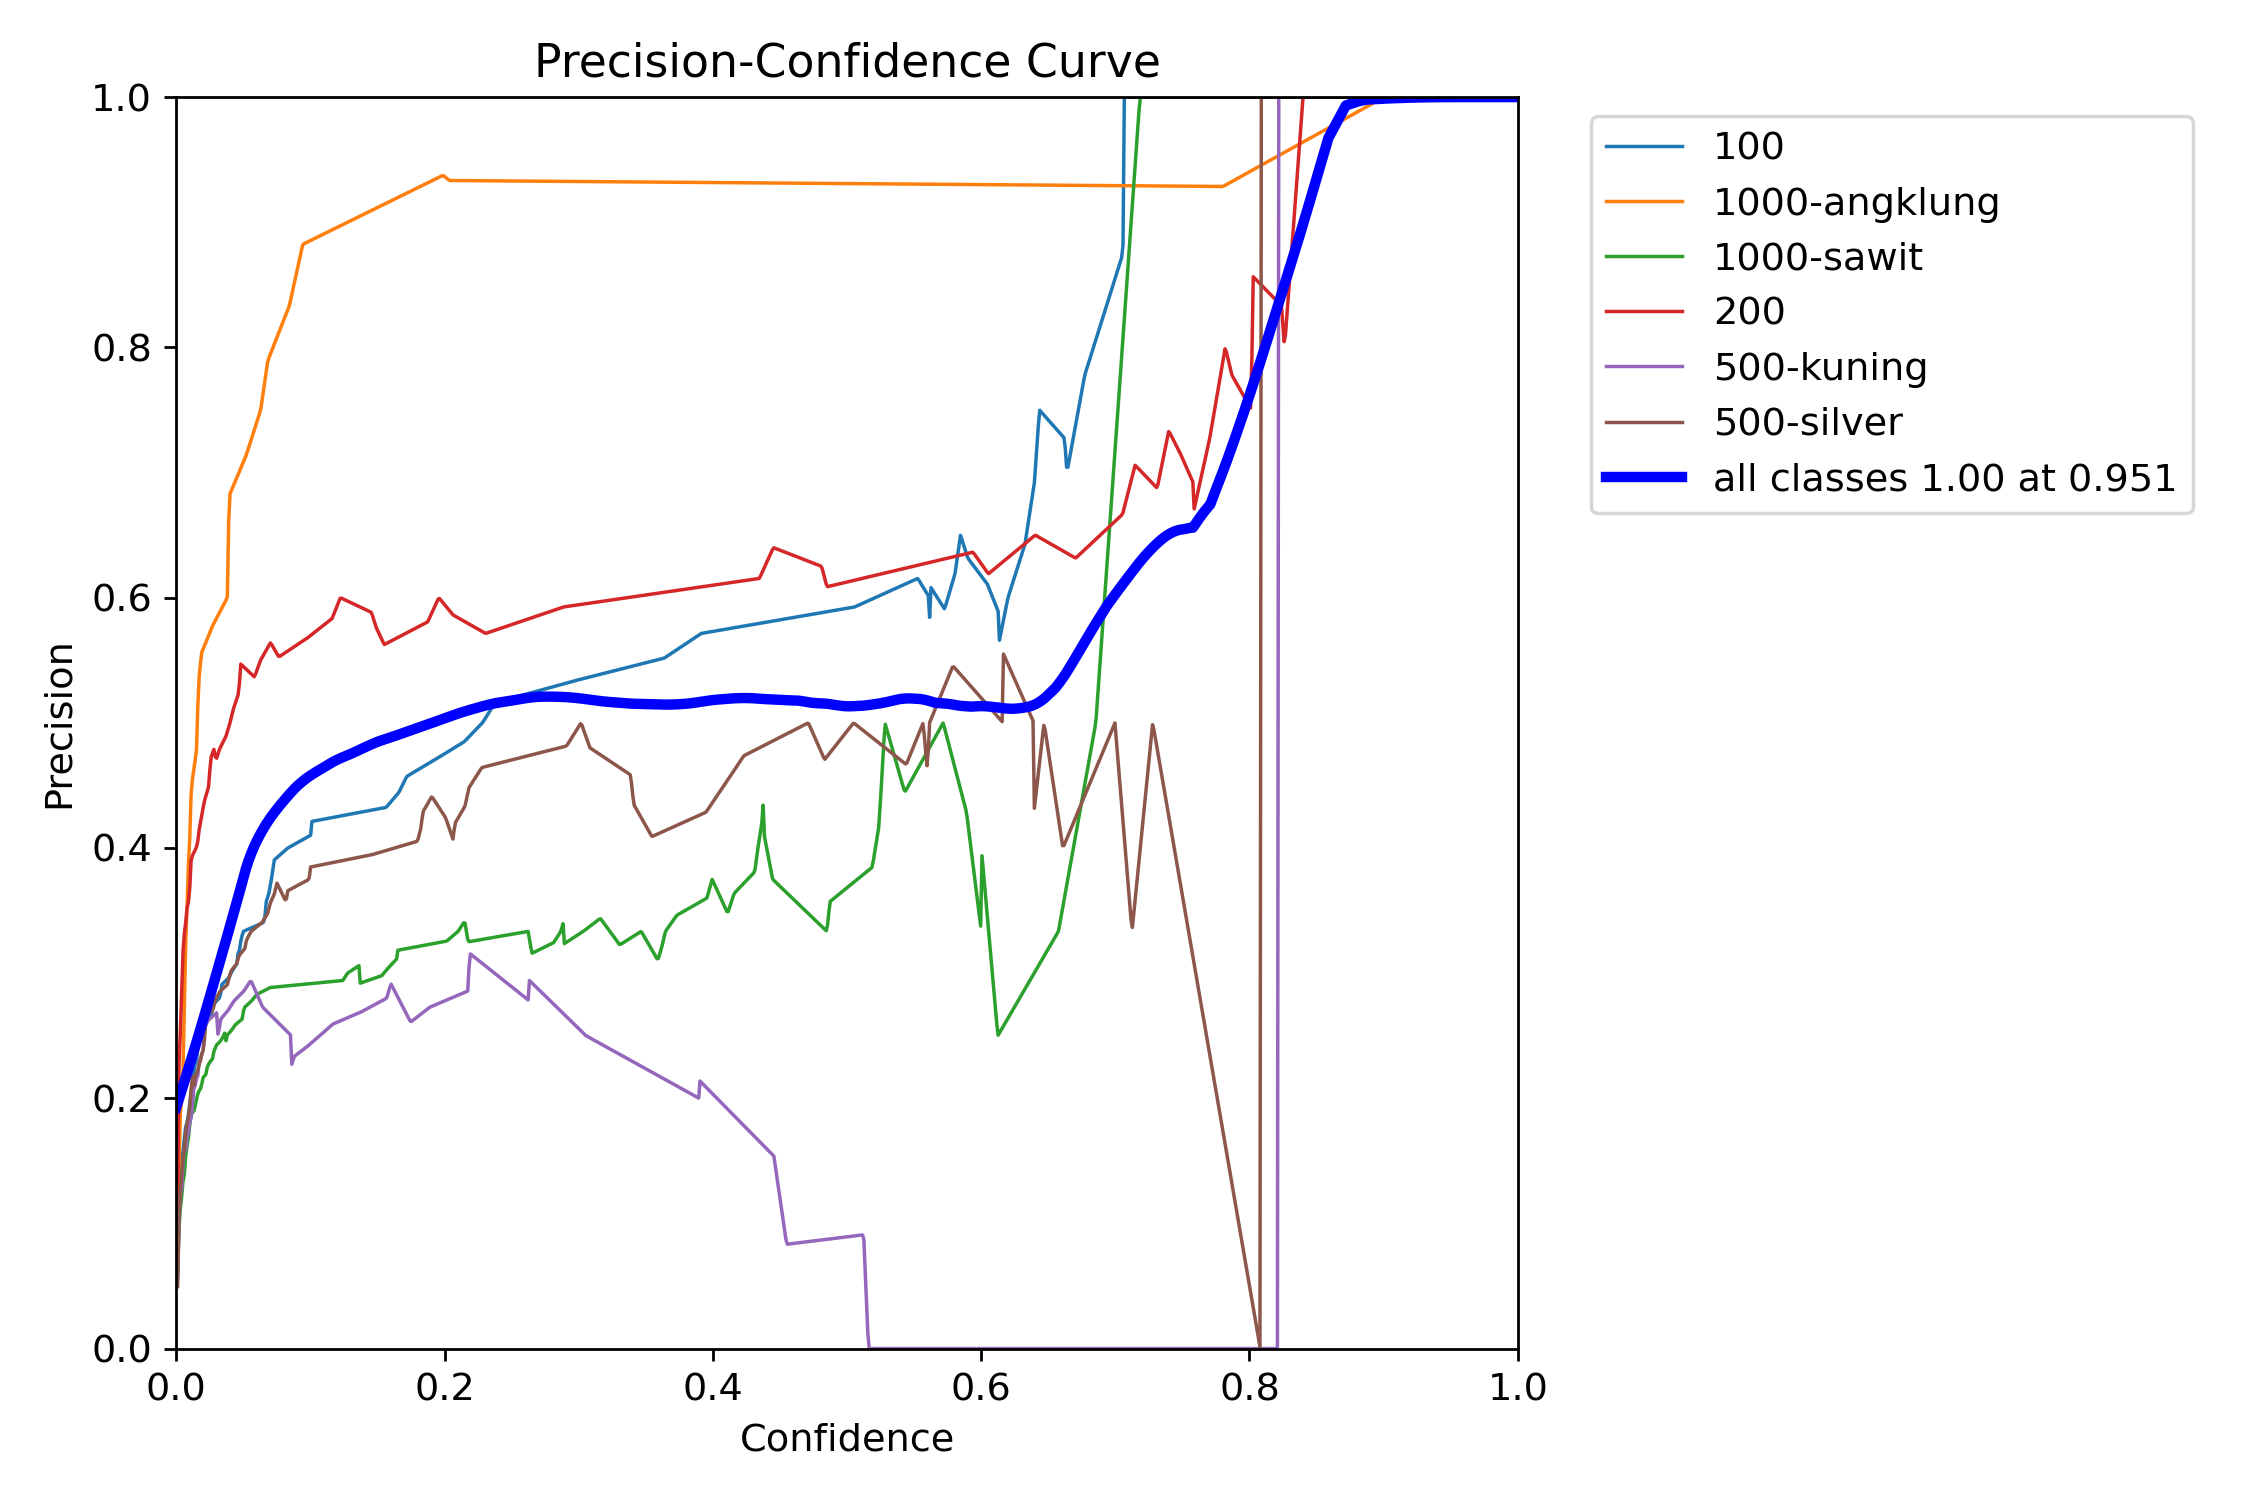 Precision-Confidence Curve
1.0
0.8
0.6
0.4
0.2
0.0
Precision
0.0 0.2 0.4 0.6 0.8 1.0
Confidence
100
1000-angklung
1000-sawit
200
500-kuning
500-silver
all classes 1.00 at 0.951